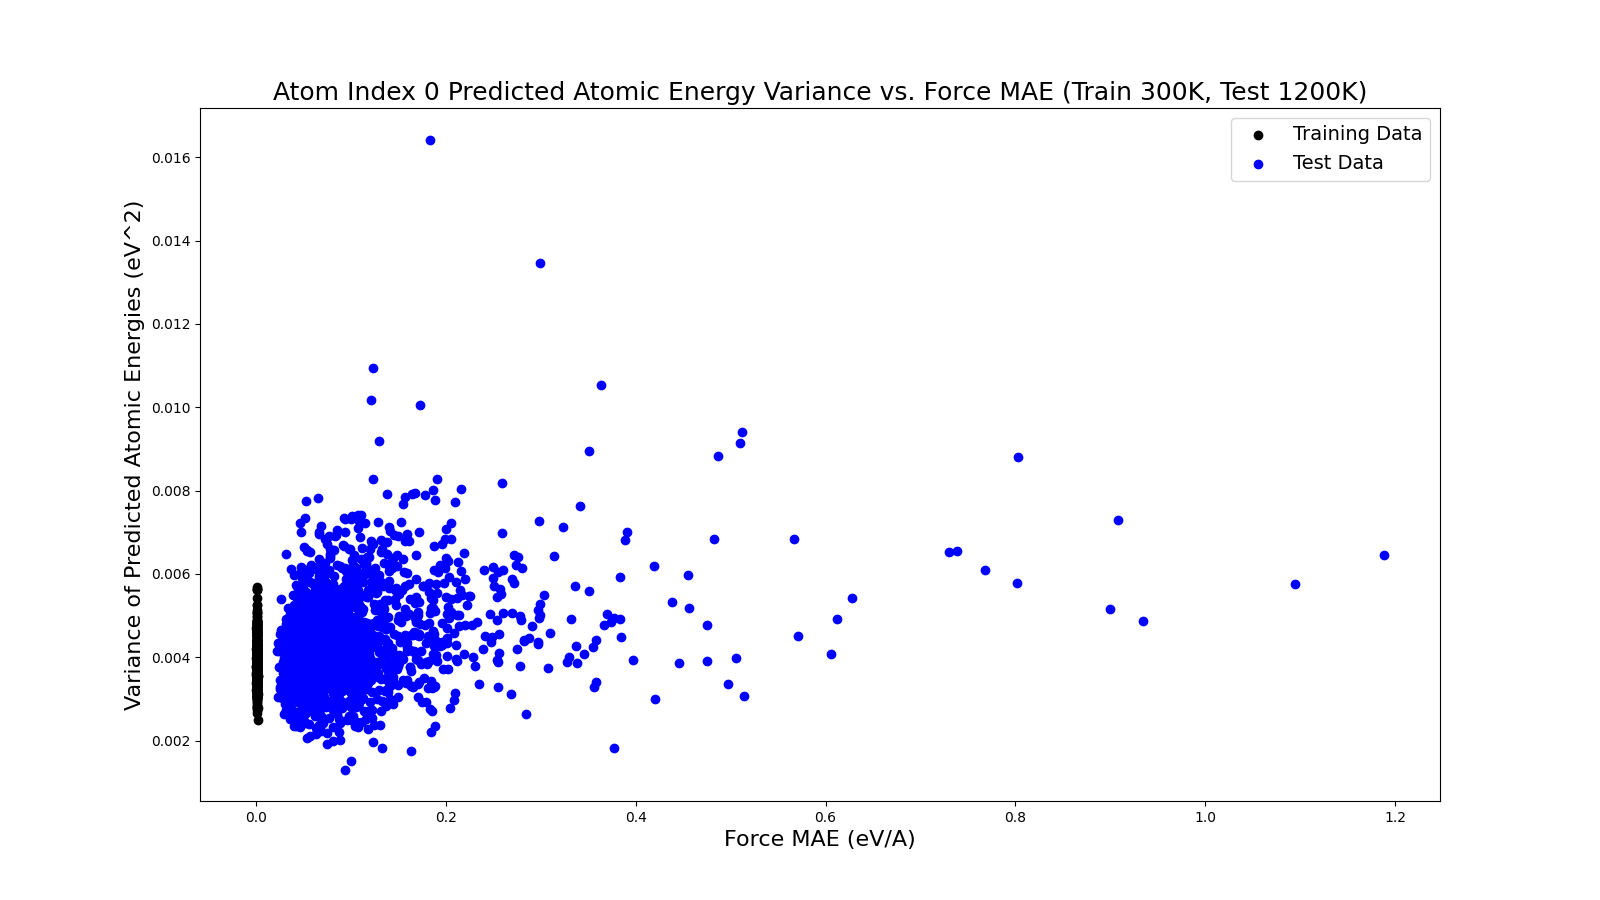 Atom Index 0 Predicted Atomic Energy Variance vs. Force MAE (Train 300K, Test 1200K)
Training Data
Test Data
Variance of Predicted Atomic Energies (eV^2)
0.016
0.014
0.012
0.010
0.008
0.006
0.004
0.002
0.0 0.2 0.4 0.6 0.8 1.0 1.2
Force MAE (eV/A)